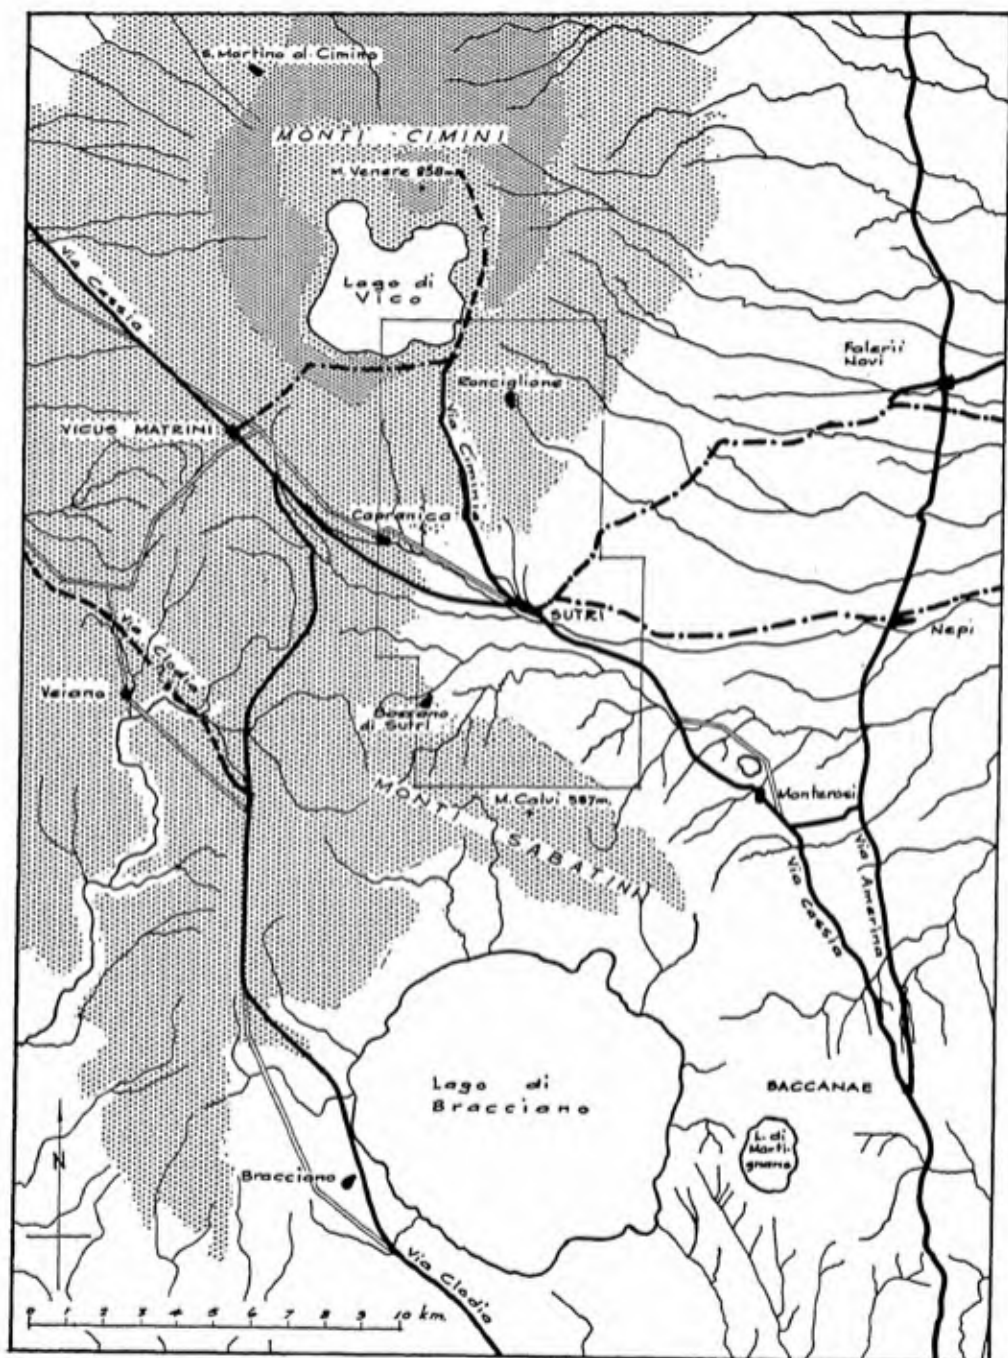 S. Martino al Cimino
MONTI CIMINI
M. Venere 858m
Lago di
Vico
Via Cassia
Falerii
Novi
Ronciglione
VICUS MATRINI
Via Cimina
Capranica
SUTRI
Nepi
Via Clodia
Veiano
Bassano
di Sutri
Monterosi
M. Calvi 587m.
MONTI SABATINI
Via Cassia
Via Amerina
Lago di
Bracciano
BACCANAE
L. di
Marti-
gnano
N
Bracciano
Via Clodia
0 1 2 3 4 5 6 7 8 9 10 km.